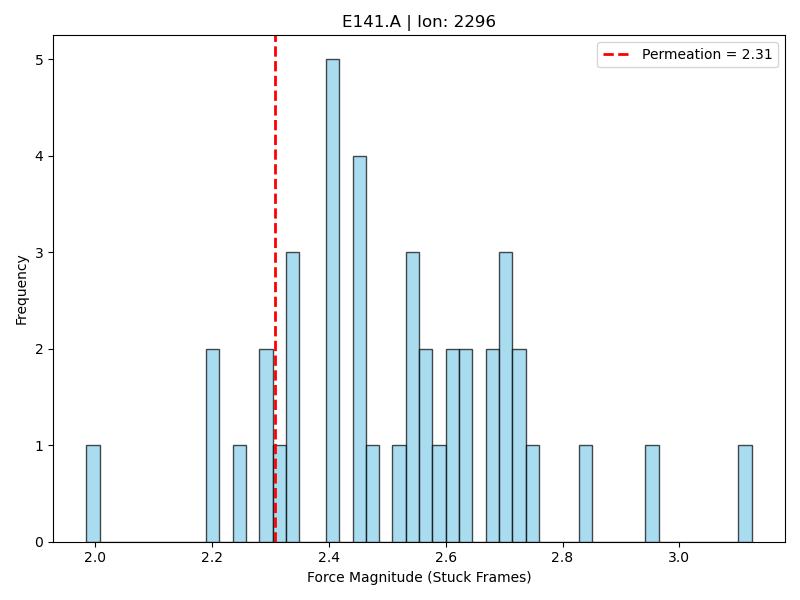 E141.A | Ion: 2296
Permeation = 2.31
5
4
3
2
1
0
Frequency
2.0 2.2 2.4 2.6 2.8 3.0
Force Magnitude (Stuck Frames)